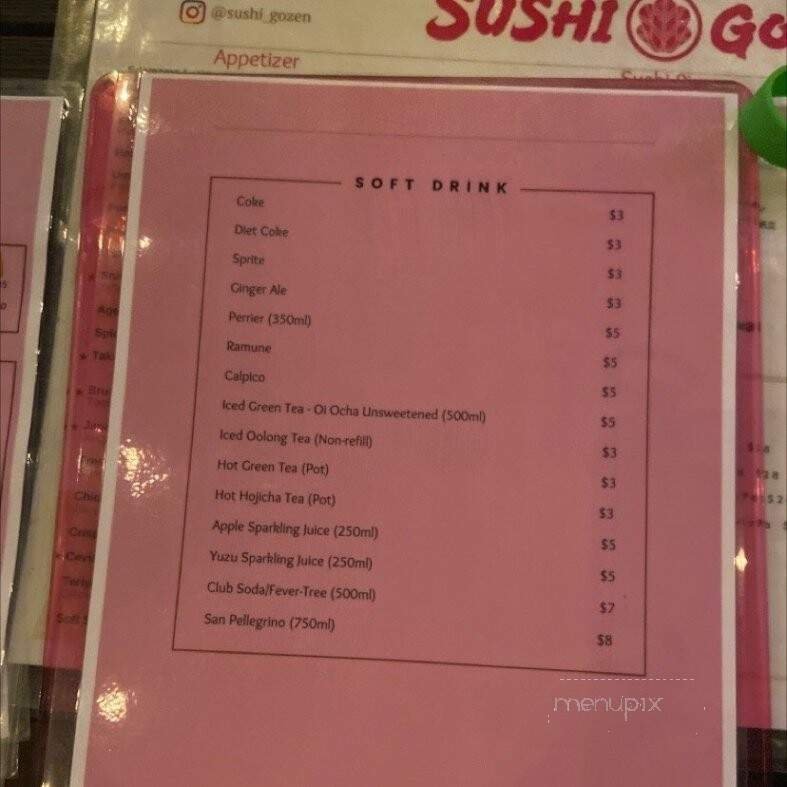 @sushi_gozen
SUSHI GO
Appetizer
SOFT DRINK
Coke $3
Diet Coke $3
Sprite $3
Ginger Ale $3
Perrier (350ml) $5
Ramune $5
Calpico $5
Iced Green Tea - Oi Ocha Unsweetened (500ml) $5
Iced Oolong Tea (Non-refill) $3
Hot Green Tea (Pot) $3
Hot Hojicha Tea (Pot) $3
Apple Sparkling Juice (250ml) $5
Yuzu Sparkling Juice (250ml) $5
Club Soda/Fever-Tree (500ml) $7
San Pellegrino (750ml) $8
menupix